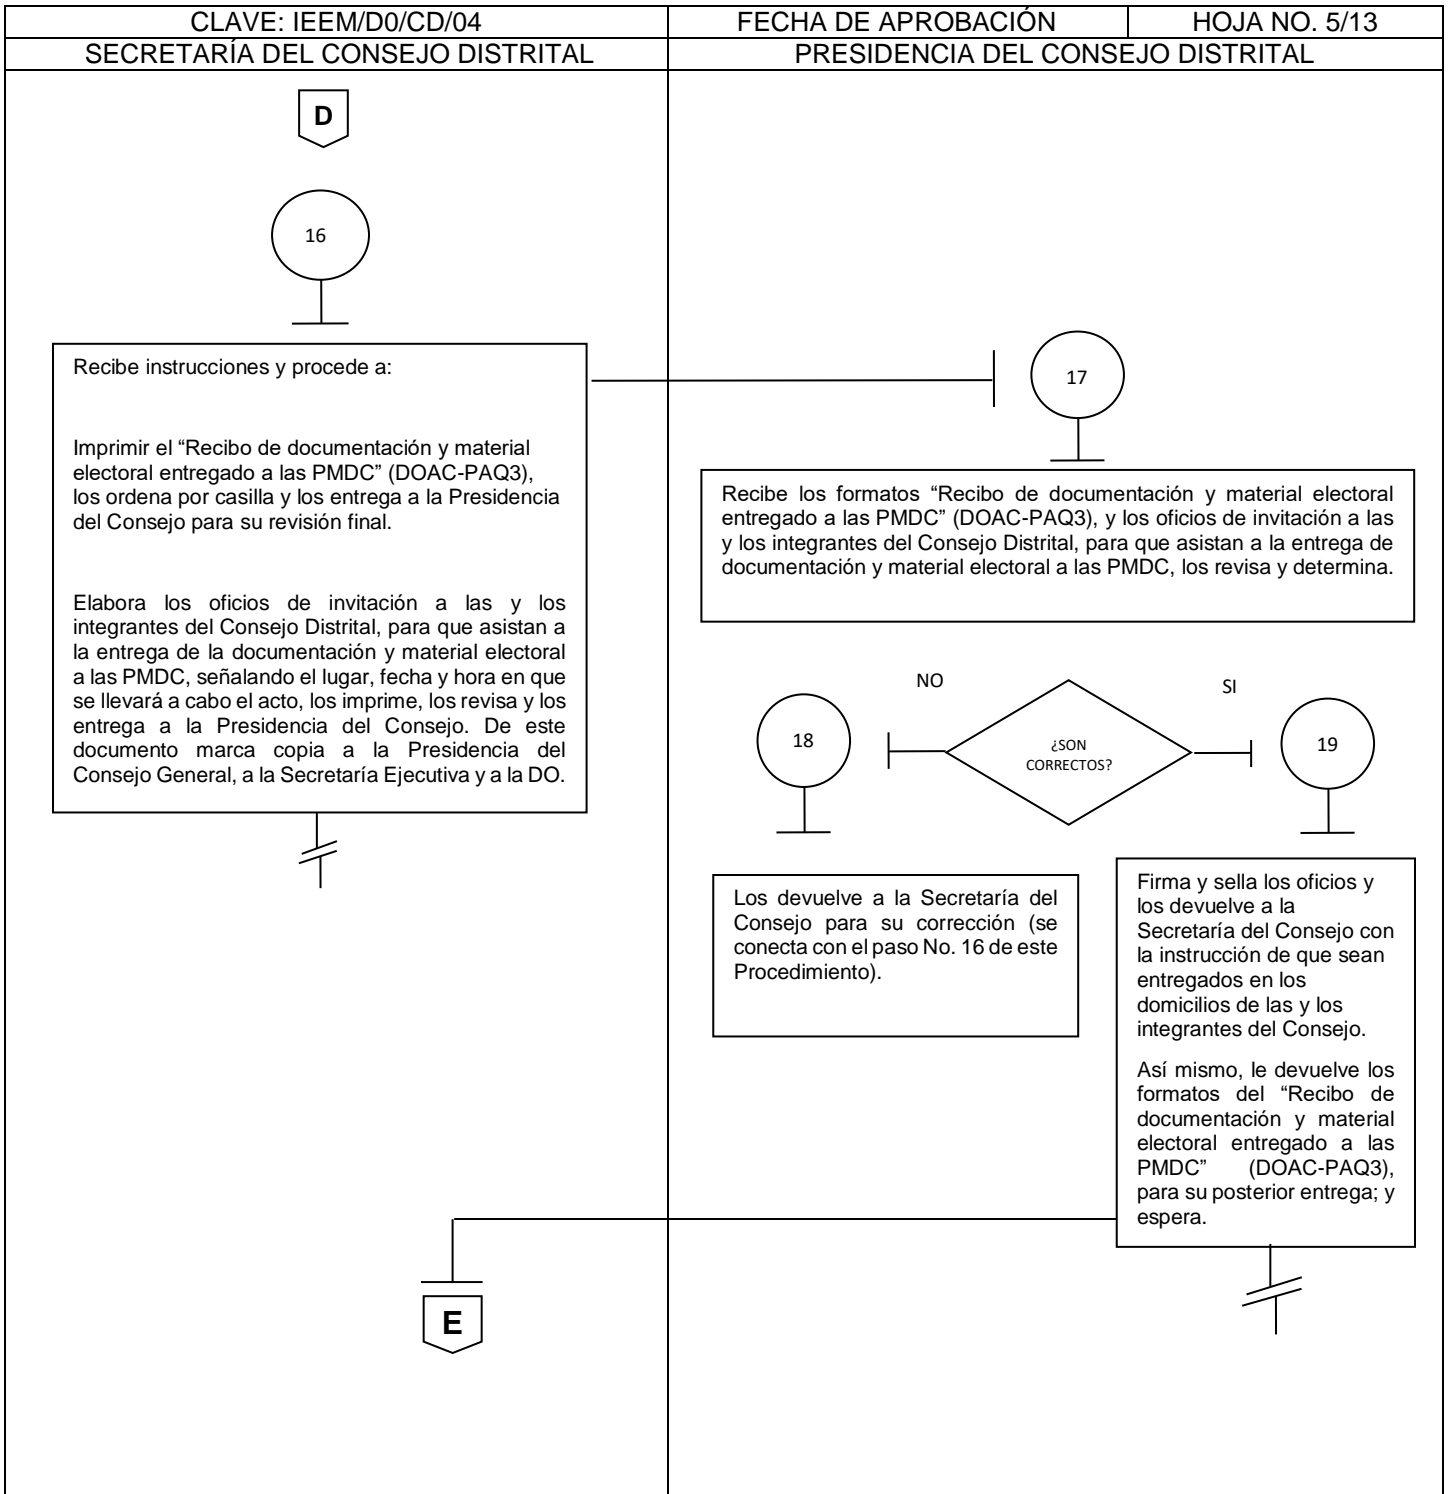 CLAVE: IEEM/D0/CD/04
FECHA DE APROBACIÓN
HOJA NO. 5/13
SECRETARÍA DEL CONSEJO DISTRITAL
PRESIDENCIA DEL CONSEJO DISTRITAL
D
16
Recibe instrucciones y procede a:
Imprimir el “Recibo de documentación y material
electoral entregado a las PMDC” (DOAC-PAQ3),
los ordena por casilla y los entrega a la Presidencia
del Consejo para su revisión final.
Elabora los oficios de invitación a las y los
integrantes del Consejo Distrital, para que asistan a
la entrega de la documentación y material electoral
a las PMDC, señalando el lugar, fecha y hora en que
se llevará a cabo el acto, los imprime, los revisa y los
entrega a la Presidencia del Consejo. De este
documento marca copia a la Presidencia del
Consejo General, a la Secretaría Ejecutiva y a la DO.
17
Recibe los formatos “Recibo de documentación y material electoral
entregado a las PMDC” (DOAC-PAQ3), y los oficios de invitación a las
y los integrantes del Consejo Distrital, para que asistan a la entrega de
documentación y material electoral a las PMDC, los revisa y determina.
NO
SI
18
¿SON
CORRECTOS?
19
Los devuelve a la Secretaría del
Consejo para su corrección (se
conecta con el paso No. 16 de este
Procedimiento).
Firma y sella los oficios y
los devuelve a la
Secretaría del Consejo con
la instrucción de que sean
entregados en los
domicilios de las y los
integrantes del Consejo.
Así mismo, le devuelve los
formatos del “Recibo de
documentación y material
electoral entregado a las
PMDC” (DOAC-PAQ3),
para su posterior entrega; y
espera.
E